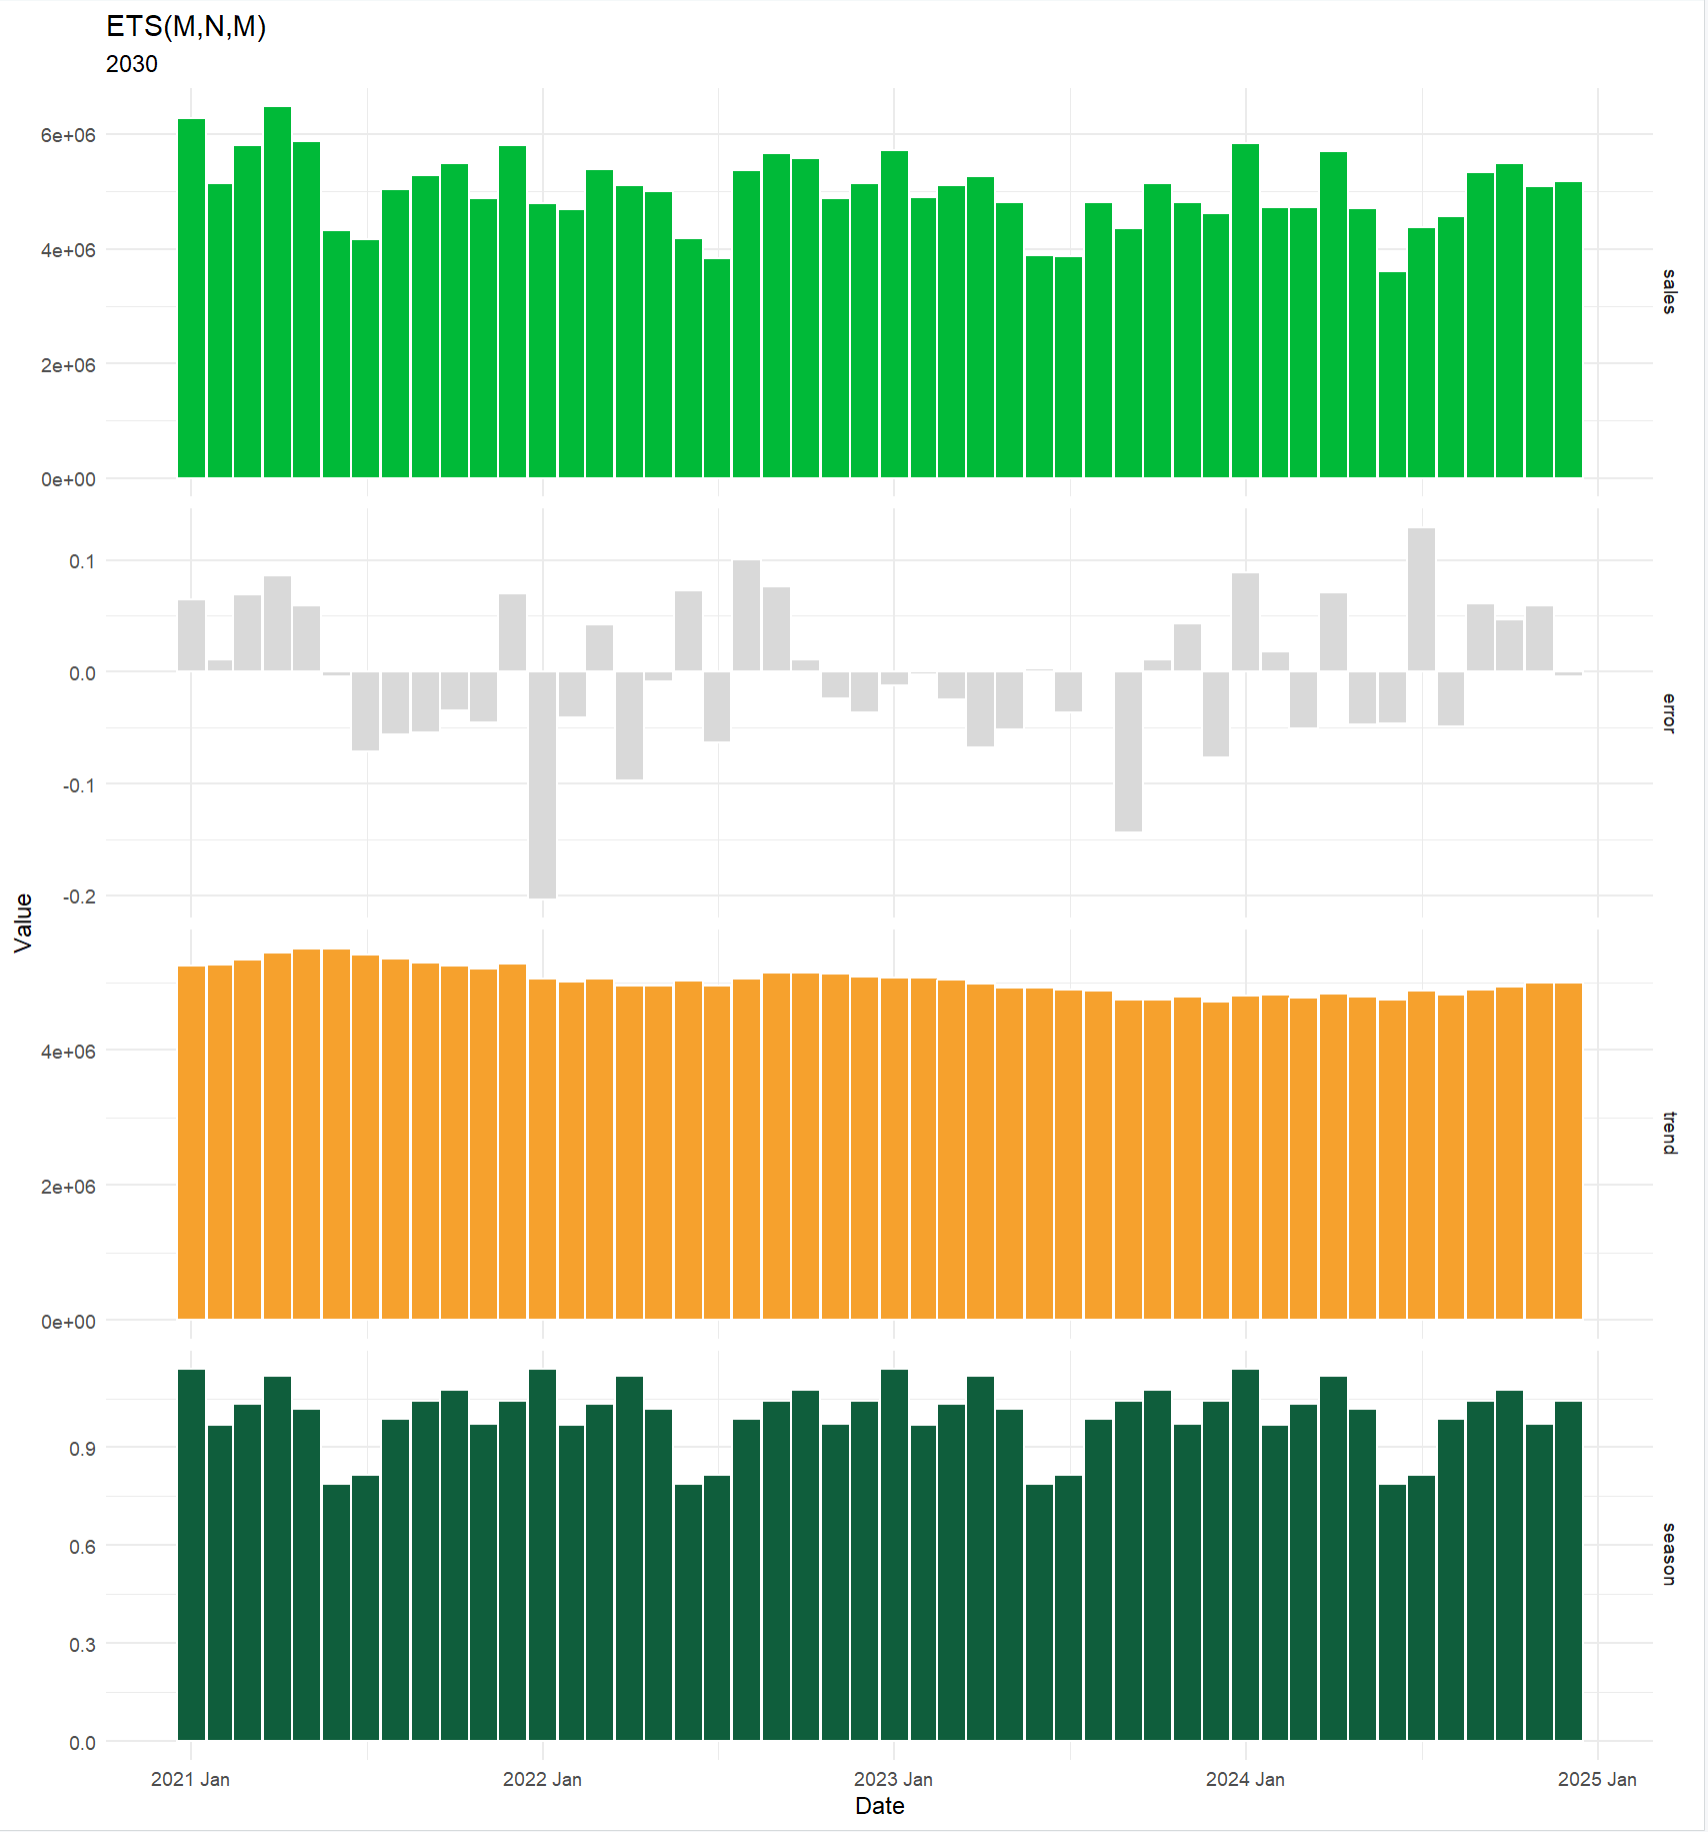 ETS(M,N,M)
2030
6e+06
4e+06
2e+06
0e+00
sales
0.1
0.0
-0.1
-0.2
error
Value
4e+06
2e+06
0e+00
trend
0.9
0.6
0.3
0.0
season
2021 Jan 2022 Jan 2023 Jan 2024 Jan 2025 Jan
Date